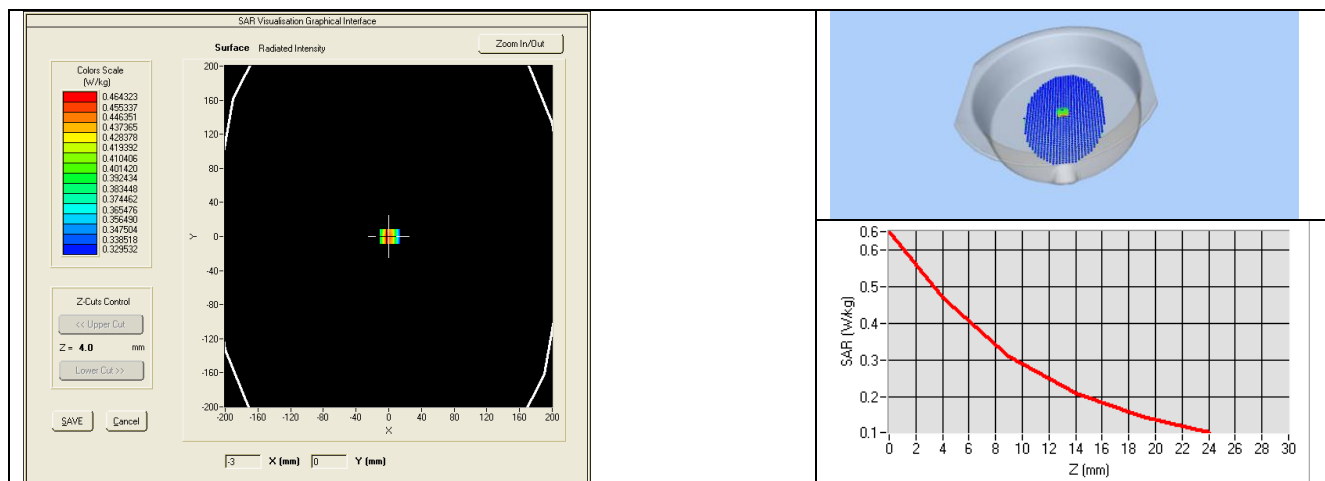 SAR Visualisation Graphical Interface
Surface Radiated Intensity
Zoom In/Out
Colors Scale
(W/kg)
0.464323
0.455337
0.446351
0.437365
0.428378
0.419392
0.410406
0.401420
0.392434
0.383448
0.374462
0.365476
0.356490
0.347504
0.338518
0.329532
Z-Cuts Control
<< Upper Cut
Z = 4.0 mm
Lower Cut >>
SAVE Cancel
200
160
120
80
40
0
-40
-80
-120
-160
-200
Y
-200 -160 -120 -80 -40 0 40 80 120 160 200
X
-3 X (mm) 0 Y (mm)
0.6
0.6
0.5
0.4
0.3
0.2
0.1
SAR (W/kg)
0 2 4 6 8 10 12 14 16 18 20 22 24 26 28 30
Z (mm)